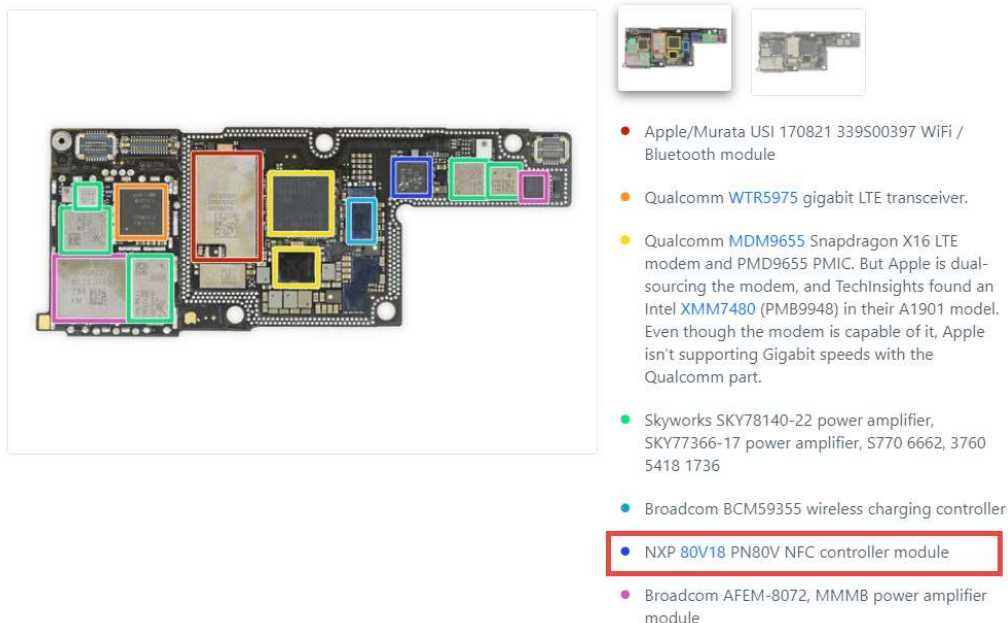 Apple/Murata USI 170821 339S00397 WiFi /
Bluetooth module
Qualcomm WTR5975 gigabit LTE transceiver.
Qualcomm MDM9655 Snapdragon X16 LTE
modem and PMD9655 PMIC. But Apple is dual-
sourcing the modem, and TechInsights found an
Intel XMM7480 (PMB9948) in their A1901 model.
Even though the modem is capable of it, Apple
isn't supporting Gigabit speeds with the
Qualcomm part.
Skyworks SKY78140-22 power amplifier,
SKY77366-17 power amplifier, S770 6662, 3760
5418 1736
Broadcom BCM59355 wireless charging controller
NXP 80V18 PN80V NFC controller module
Broadcom AFEM-8072, MMMB power amplifier
module